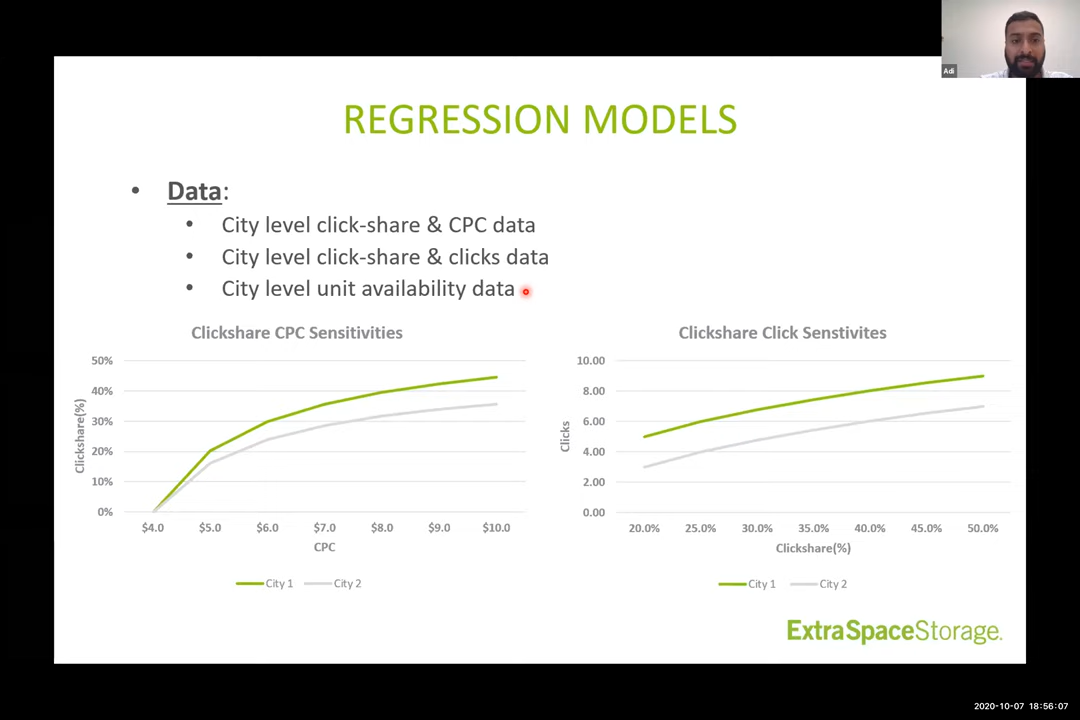 Adi
REGRESSION MODELS
• Data:
• City level click-share & CPC data
• City level click-share & clicks data
• City level unit availability data
Clickshare CPC Sensitivities
50%
40%
30%
20%
10%
0%
Clickshare(%)
$4.0 $5.0 $6.0 $7.0 $8.0 $9.0 $10.0
CPC
City 1 City 2
Clickshare Click Senstivites
10.00
8.00
6.00
4.00
2.00
0.00
Clicks
20.0% 25.0% 30.0% 35.0% 40.0% 45.0% 50.0%
Clickshare(%)
City 1 City 2
ExtraSpaceStorage.
2020-10-07 18:56:07